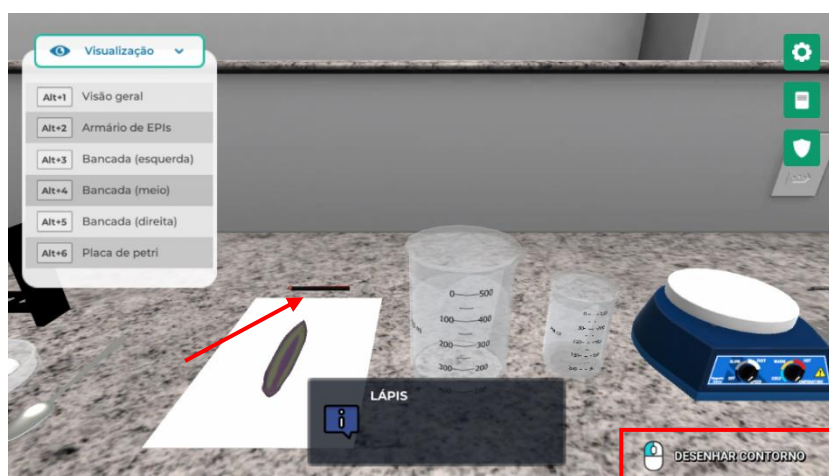 Visualização
Alt+1 Visão geral
Alt+2 Armário de EPIs
Alt+3 Bancada (esquerda)
Alt+4 Bancada (meio)
Alt+5 Bancada (direita)
Alt+6 Placa de petri
0 500
100 400
200 300
300 200
LÁPIS
DESENHAR CONTORNO